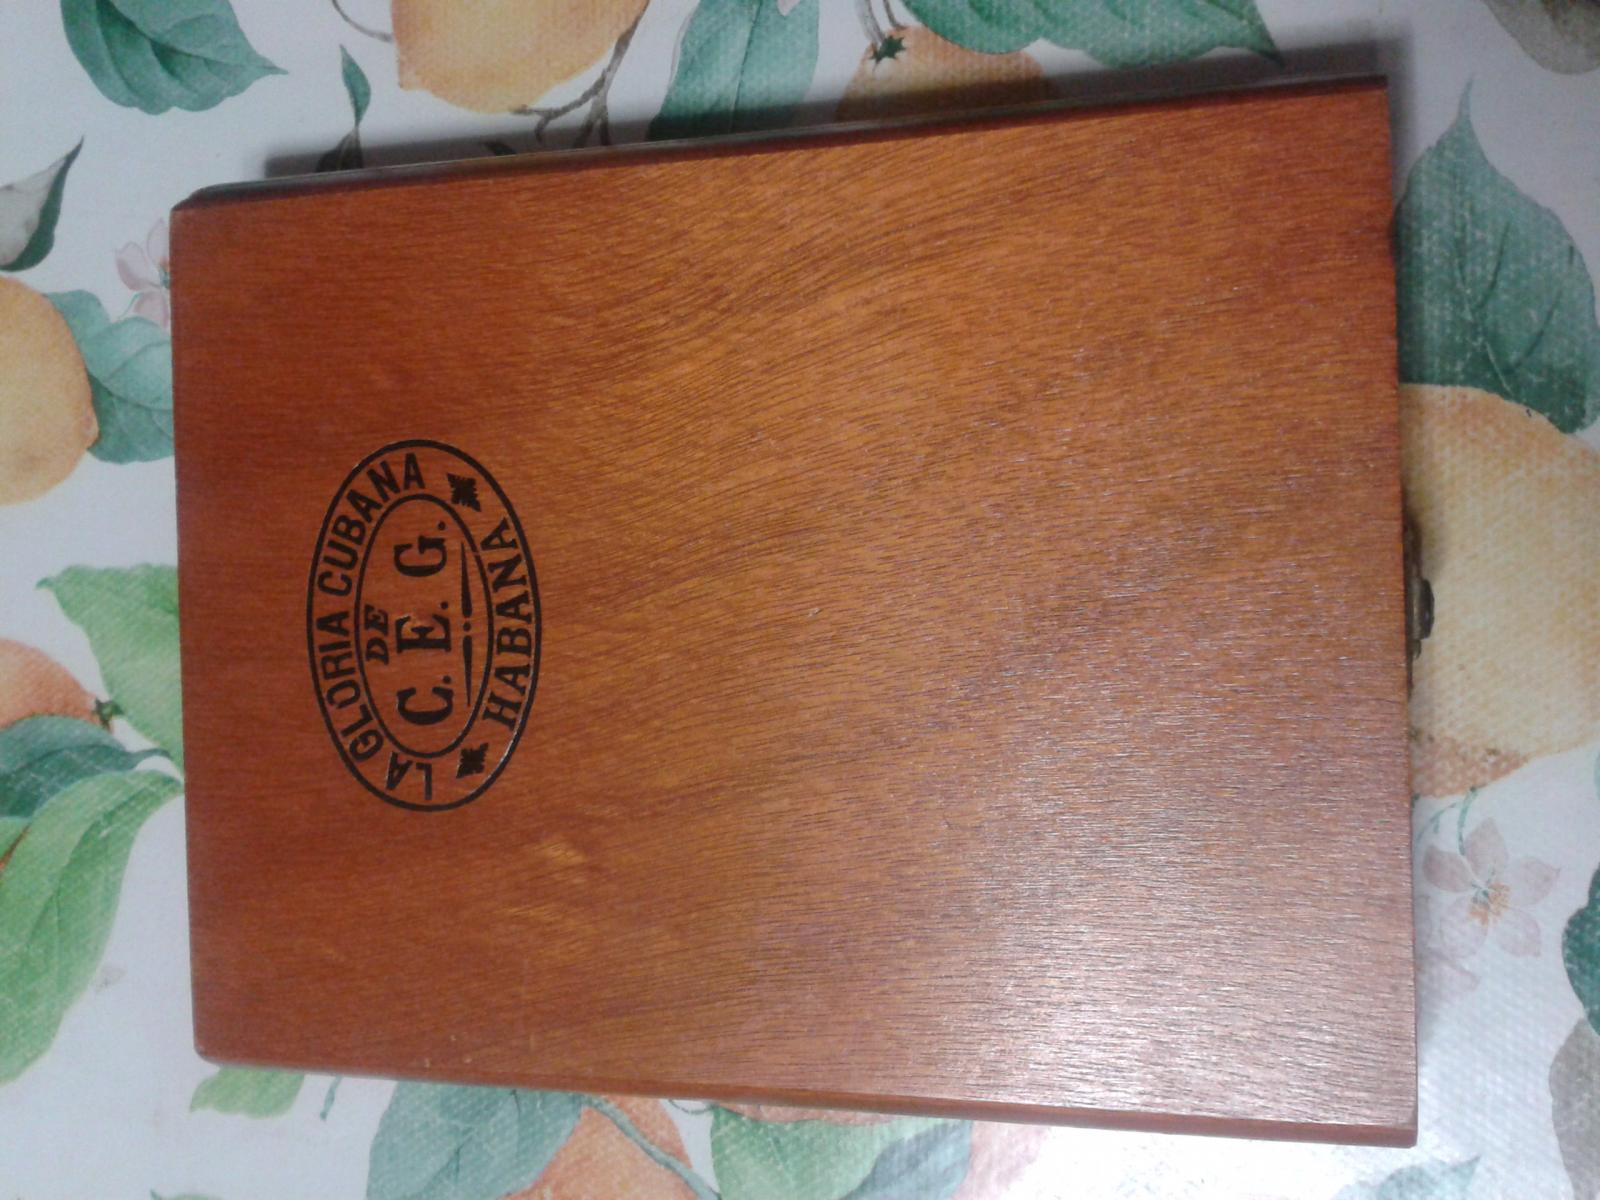 LA GLORIA CUBANA
DE
C. E. G.
HABANA